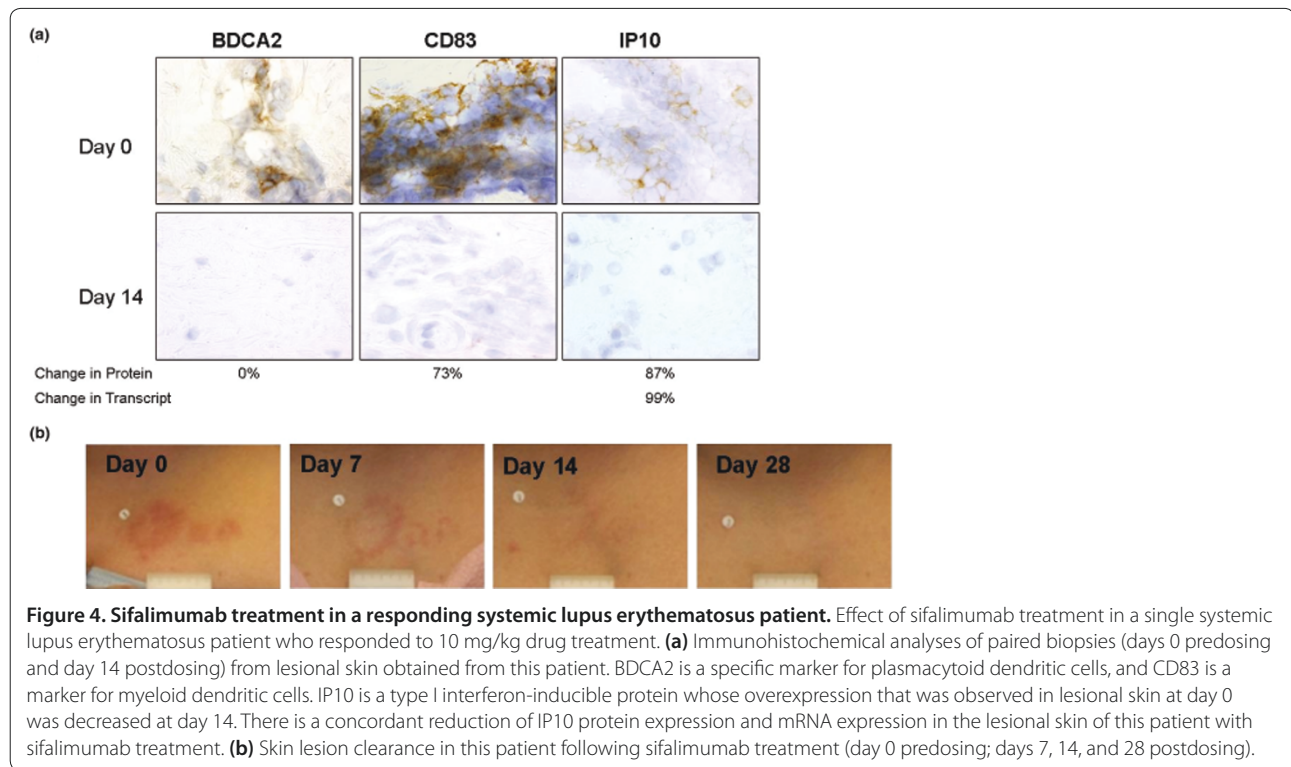 (a)
BDCA2 CD83 IP10
Day 0
Day 14
Change in Protein 0% 73% 87%
Change in Transcript 99%
(b)
Day 0 Day 7 Day 14 Day 28
Figure 4. Sifalimumab treatment in a responding systemic lupus erythematosus patient. Effect of sifalimumab treatment in a single systemic
lupus erythematosus patient who responded to 10 mg/kg drug treatment. (a) Immunohistochemical analyses of paired biopsies (days 0 predosing
and day 14 postdosing) from lesional skin obtained from this patient. BDCA2 is a specific marker for plasmacytoid dendritic cells, and CD83 is a
marker for myeloid dendritic cells. IP10 is a type I interferon-inducible protein whose overexpression that was observed in lesional skin at day 0
was decreased at day 14. There is a concordant reduction of IP10 protein expression and mRNA expression in the lesional skin of this patient with
sifalimumab treatment. (b) Skin lesion clearance in this patient following sifalimumab treatment (day 0 predosing; days 7, 14, and 28 postdosing).